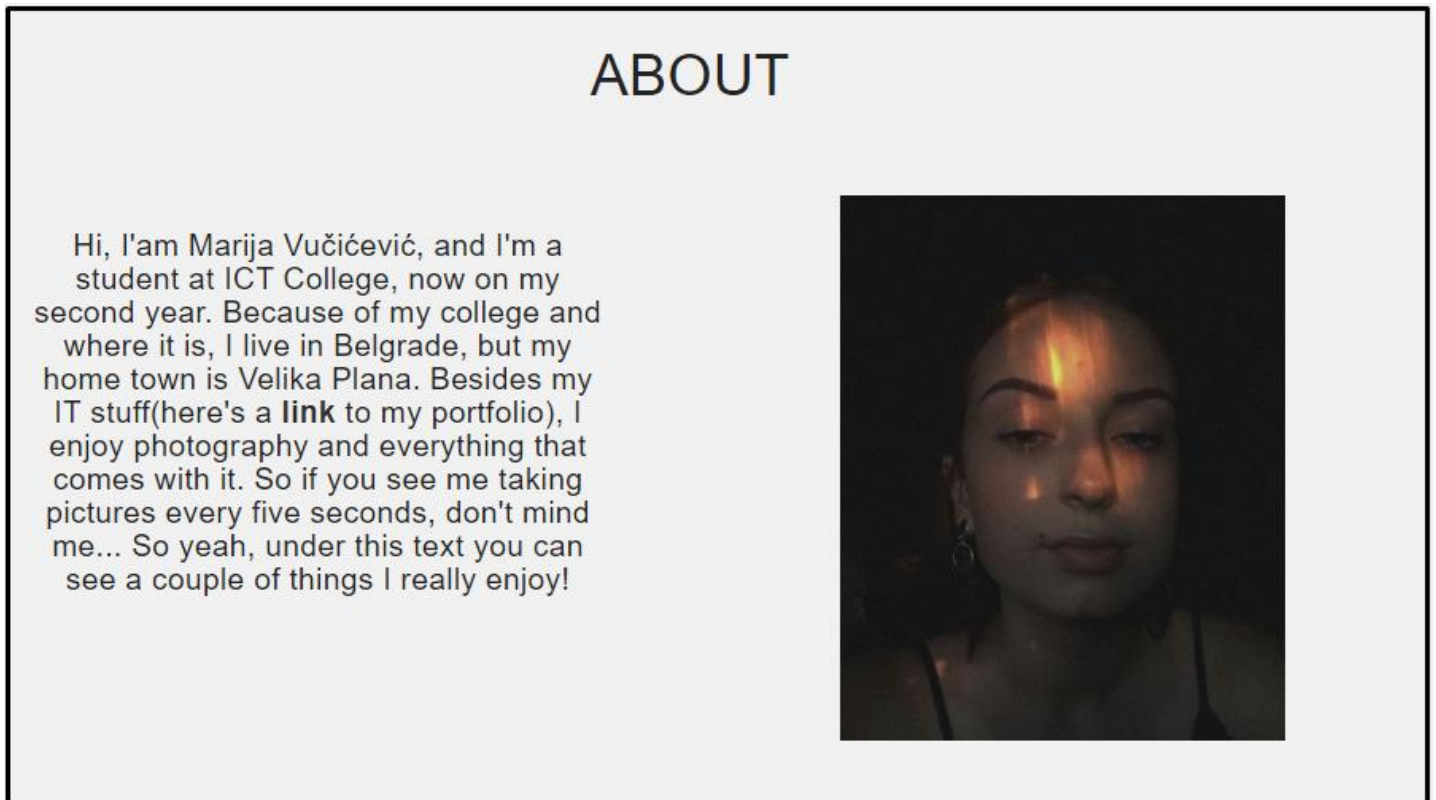 ABOUT
Hi, I'am Marija Vučićević, and I'm a
student at ICT College, now on my
second year. Because of my college and
where it is, I live in Belgrade, but my
home town is Velika Plana. Besides my
IT stuff(here's a link to my portfolio), I
enjoy photography and everything that
comes with it. So if you see me taking
pictures every five seconds, don't mind
me... So yeah, under this text you can
see a couple of things I really enjoy!